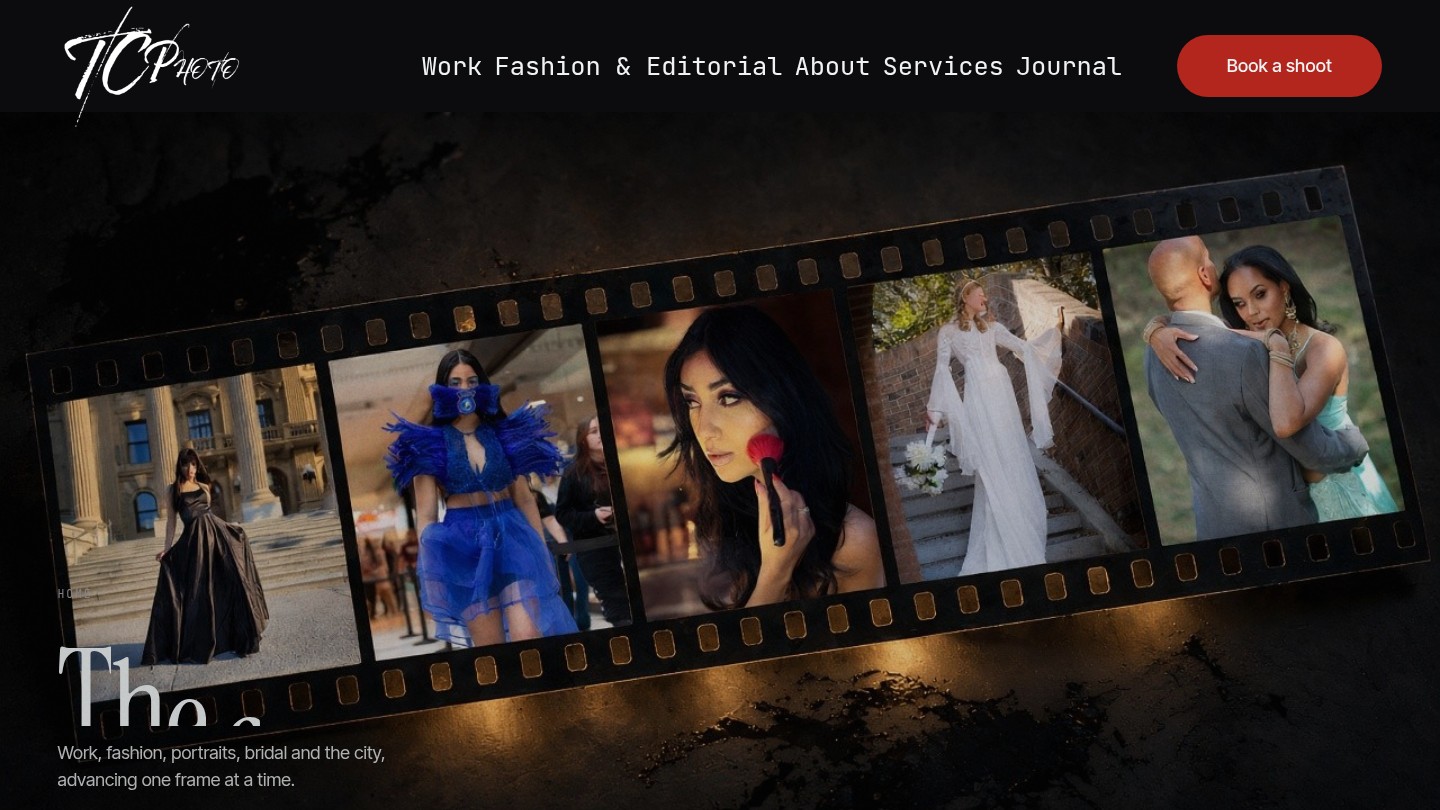 TCPHOTO
Work Fashion & Editorial About Services Journal
Book a shoot
The
Work, fashion, portraits, bridal and the city,
advancing one frame at a time.